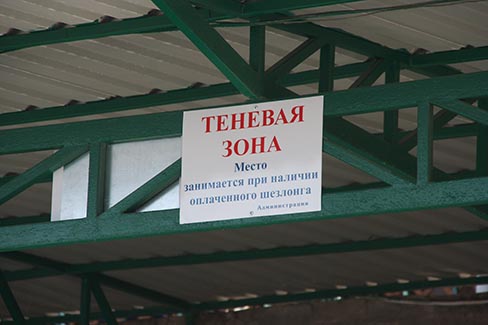 ТЕНЕВАЯ
ЗОНА
Место
занимается при наличии
оплаченного шезлонга
© Администрация